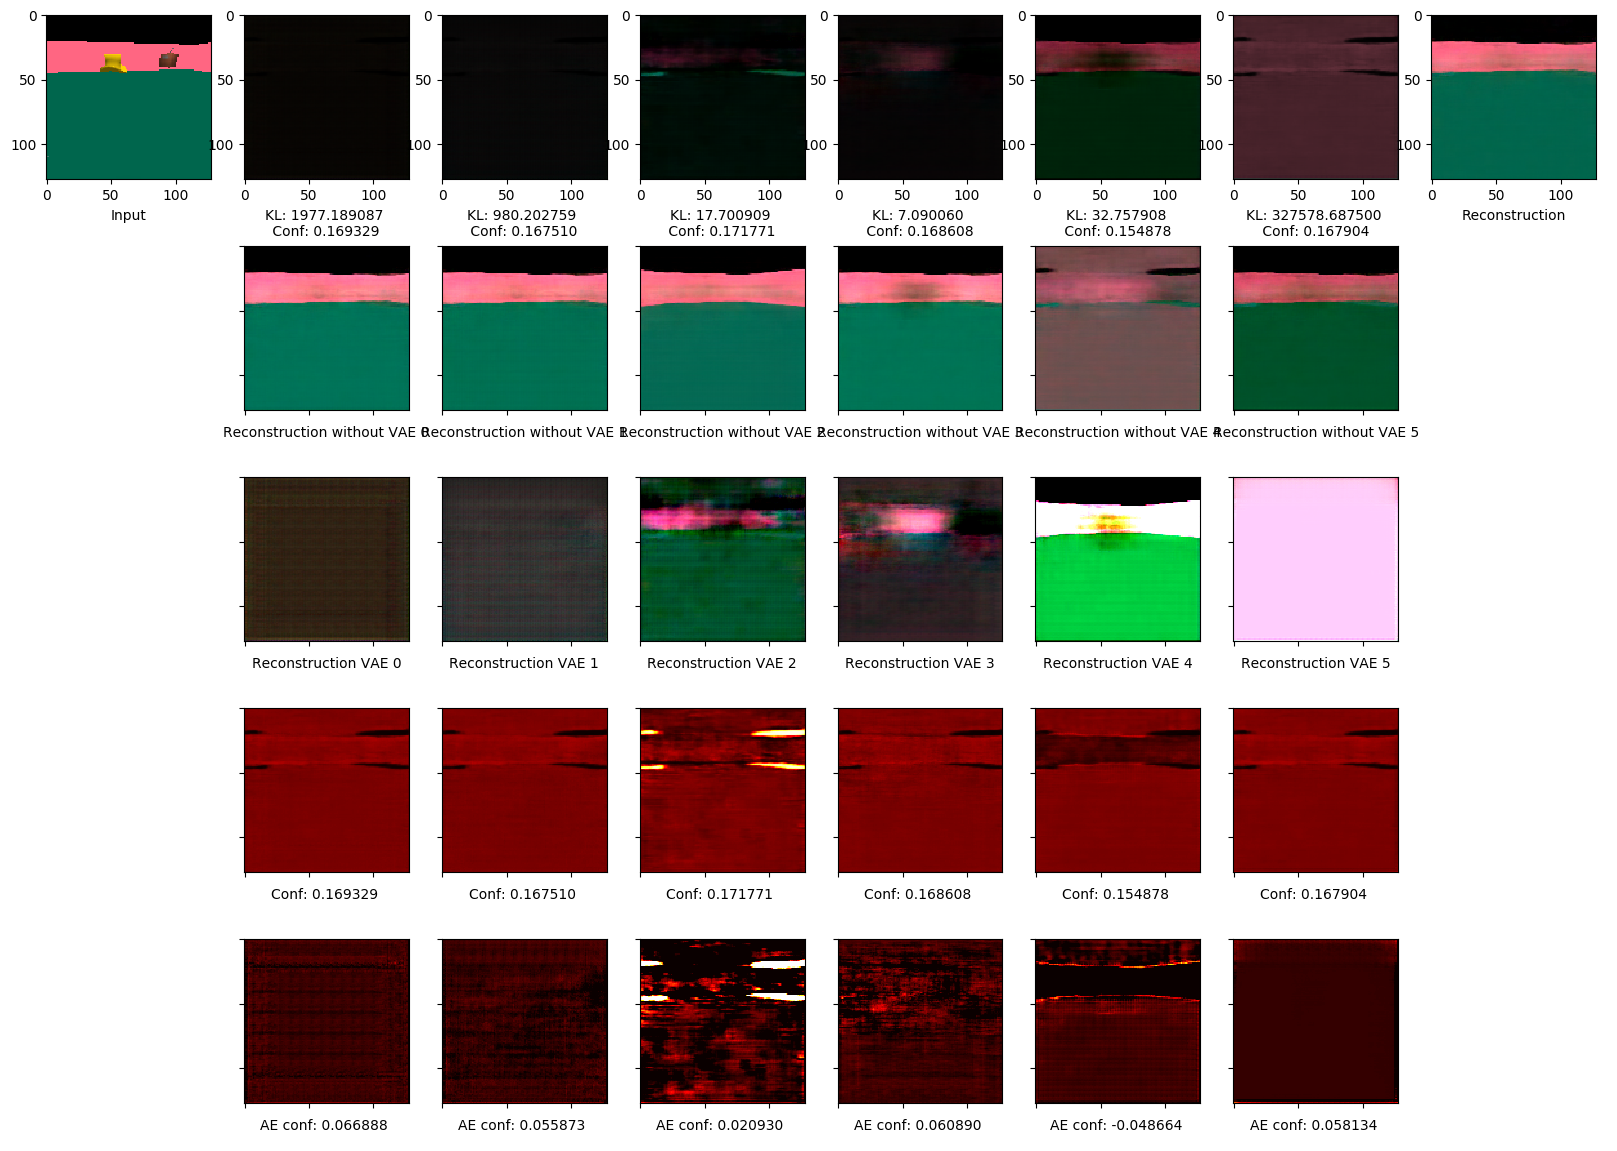 0
0
0
0
0
0
0
0
50
50
50
50
50
50
50
50
100
100
100
100
100
100
100
100
0 50 100
0 50 100
0 50 100
0 50 100
0 50 100
0 50 100
0 50 100
0 50 100
Input
KL: 1977.189087
Conf: 0.169329
KL: 980.202759
Conf: 0.167510
KL: 17.700909
Conf: 0.171771
KL: 7.090060
Conf: 0.168608
KL: 32.757908
Conf: 0.154878
KL: 327578.687500
Conf: 0.167904
Reconstruction
Reconstruction without VAE 0
Reconstruction without VAE 1
Reconstruction without VAE 2
Reconstruction without VAE 3
Reconstruction without VAE 4
Reconstruction without VAE 5
Reconstruction VAE 0
Reconstruction VAE 1
Reconstruction VAE 2
Reconstruction VAE 3
Reconstruction VAE 4
Reconstruction VAE 5
Conf: 0.169329
Conf: 0.167510
Conf: 0.171771
Conf: 0.168608
Conf: 0.154878
Conf: 0.167904
AE conf: 0.066888
AE conf: 0.055873
AE conf: 0.020930
AE conf: 0.060890
AE conf: -0.048664
AE conf: 0.058134